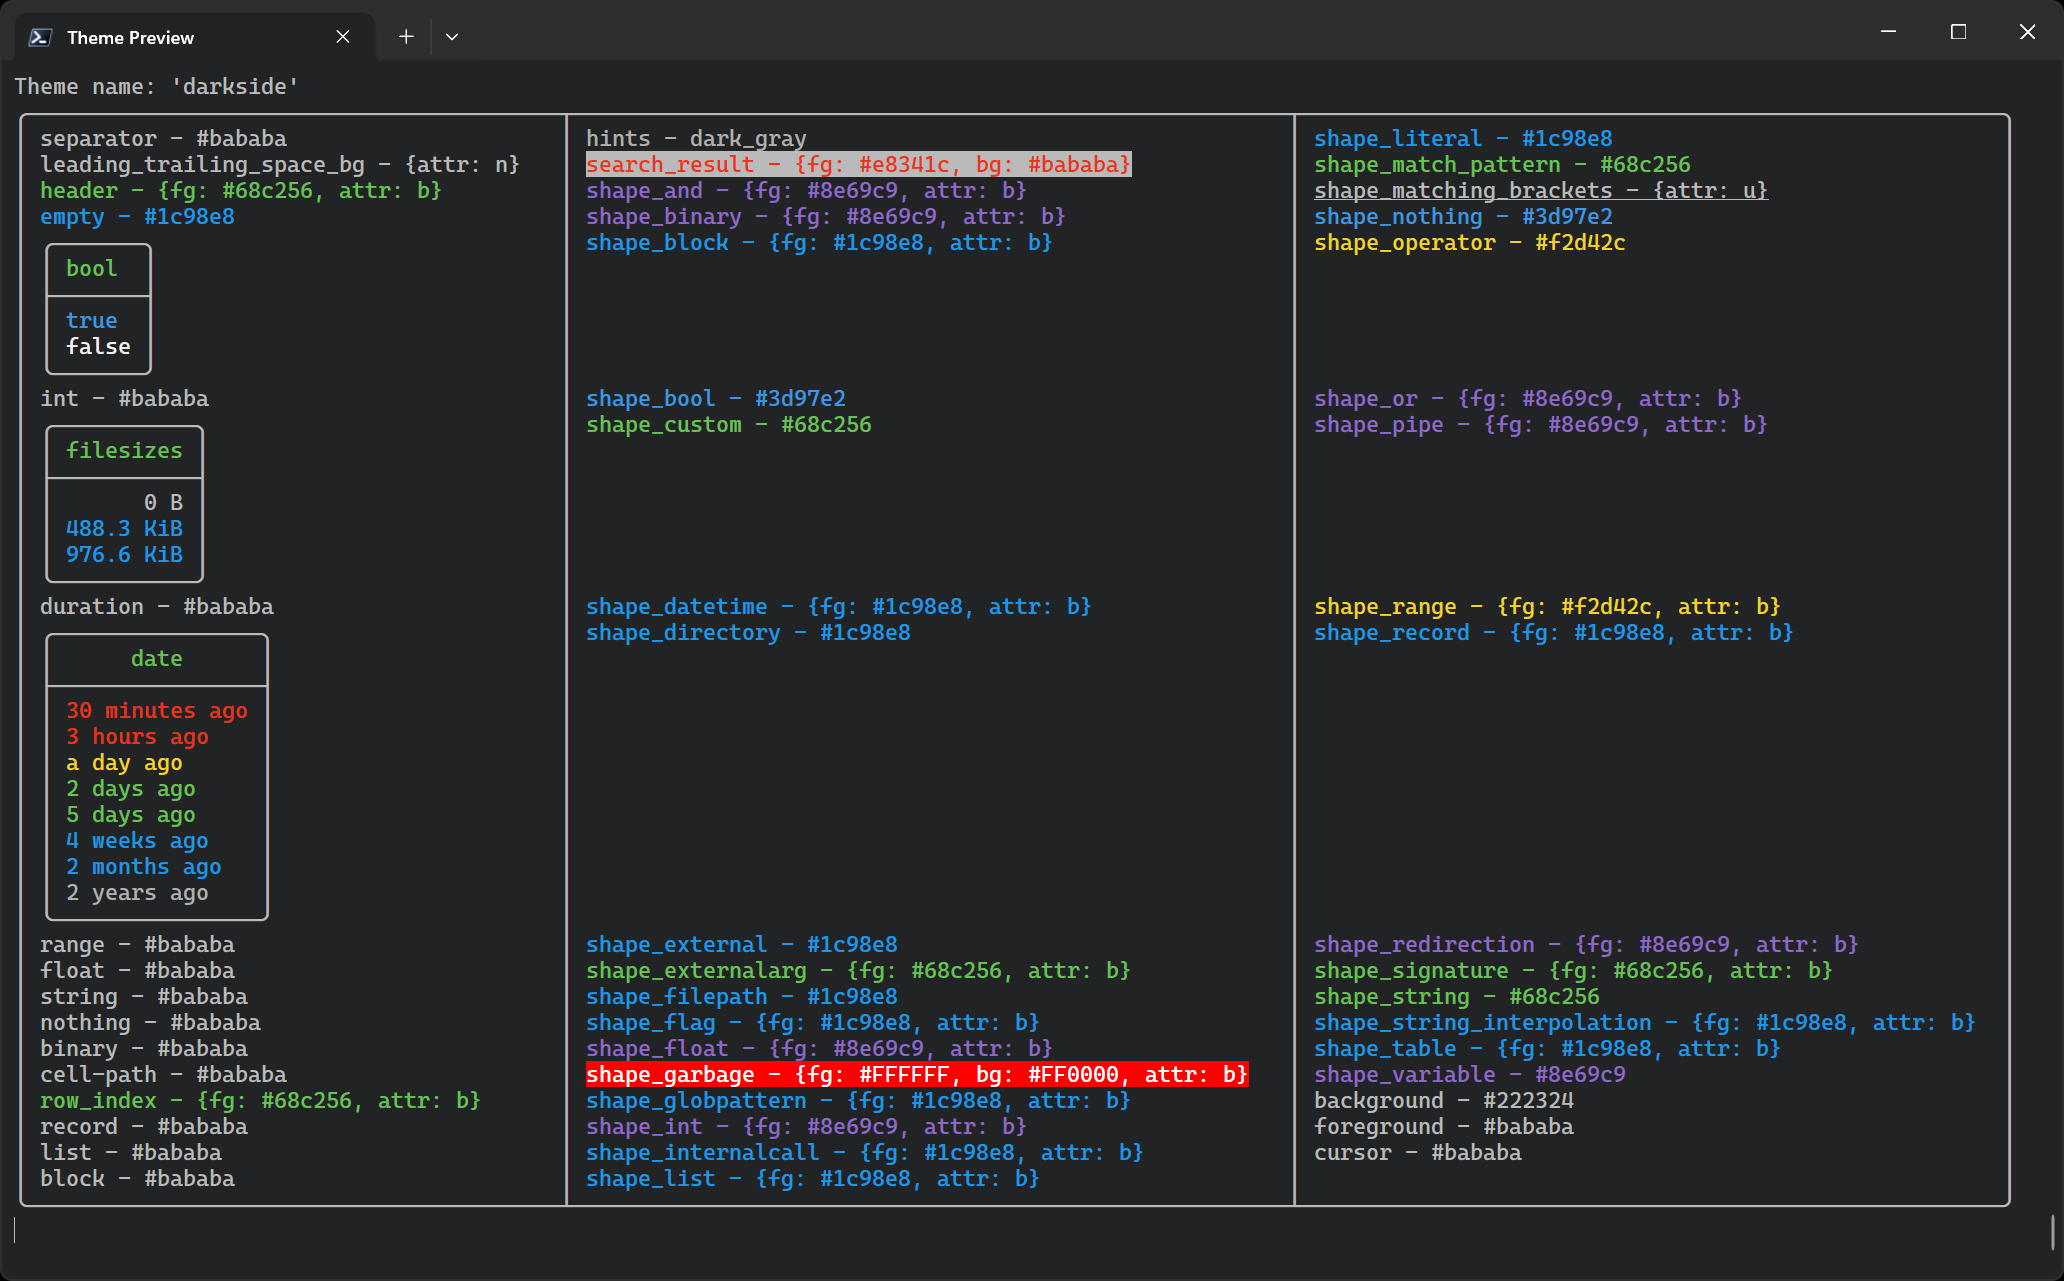 Theme Preview
Theme name: 'darkside'
separator - #bababa
leading_trailing_space_bg - {attr: n}
header - {fg: #68c256, attr: b}
empty - #1c98e8
bool
true
false
int - #bababa
filesizes
0 B
488.3 KiB
976.6 KiB
duration - #bababa
date
30 minutes ago
3 hours ago
a day ago
2 days ago
5 days ago
4 weeks ago
2 months ago
2 years ago
range - #bababa
float - #bababa
string - #bababa
nothing - #bababa
binary - #bababa
cell-path - #bababa
row_index - {fg: #68c256, attr: b}
record - #bababa
list - #bababa
block - #bababa
hints - dark_gray
search_result - {fg: #e8341c, bg: #bababa}
shape_and - {fg: #8e69c9, attr: b}
shape_binary - {fg: #8e69c9, attr: b}
shape_block - {fg: #1c98e8, attr: b}
shape_bool - #3d97e2
shape_custom - #68c256
shape_datetime - {fg: #1c98e8, attr: b}
shape_directory - #1c98e8
shape_external - #1c98e8
shape_externalarg - {fg: #68c256, attr: b}
shape_filepath - #1c98e8
shape_flag - {fg: #1c98e8, attr: b}
shape_float - {fg: #8e69c9, attr: b}
shape_garbage - {fg: #FFFFFF, bg: #FF0000, attr: b}
shape_globpattern - {fg: #1c98e8, attr: b}
shape_int - {fg: #8e69c9, attr: b}
shape_internalcall - {fg: #1c98e8, attr: b}
shape_list - {fg: #1c98e8, attr: b}
shape_literal - #1c98e8
shape_match_pattern - #68c256
shape_matching_brackets - {attr: u}
shape_nothing - #3d97e2
shape_operator - #f2d42c
shape_or - {fg: #8e69c9, attr: b}
shape_pipe - {fg: #8e69c9, attr: b}
shape_range - {fg: #f2d42c, attr: b}
shape_record - {fg: #1c98e8, attr: b}
shape_redirection - {fg: #8e69c9, attr: b}
shape_signature - {fg: #68c256, attr: b}
shape_string - #68c256
shape_string_interpolation - {fg: #1c98e8, attr: b}
shape_table - {fg: #1c98e8, attr: b}
shape_variable - #8e69c9
background - #222324
foreground - #bababa
cursor - #bababa